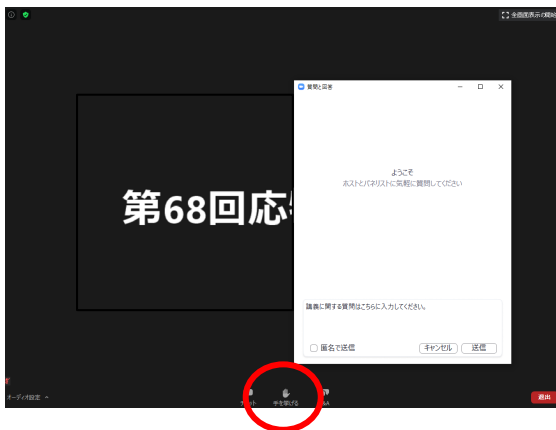 全画面表示の開始
質問と回答
ようこそ
ホストとパネリストに気軽に質問してください
第68回応
講義に関する質問はこちらに入力してください。
匿名で送信
キャンセル
送信
オーディオ設定
チャット
手を挙げる
Q&A
退出